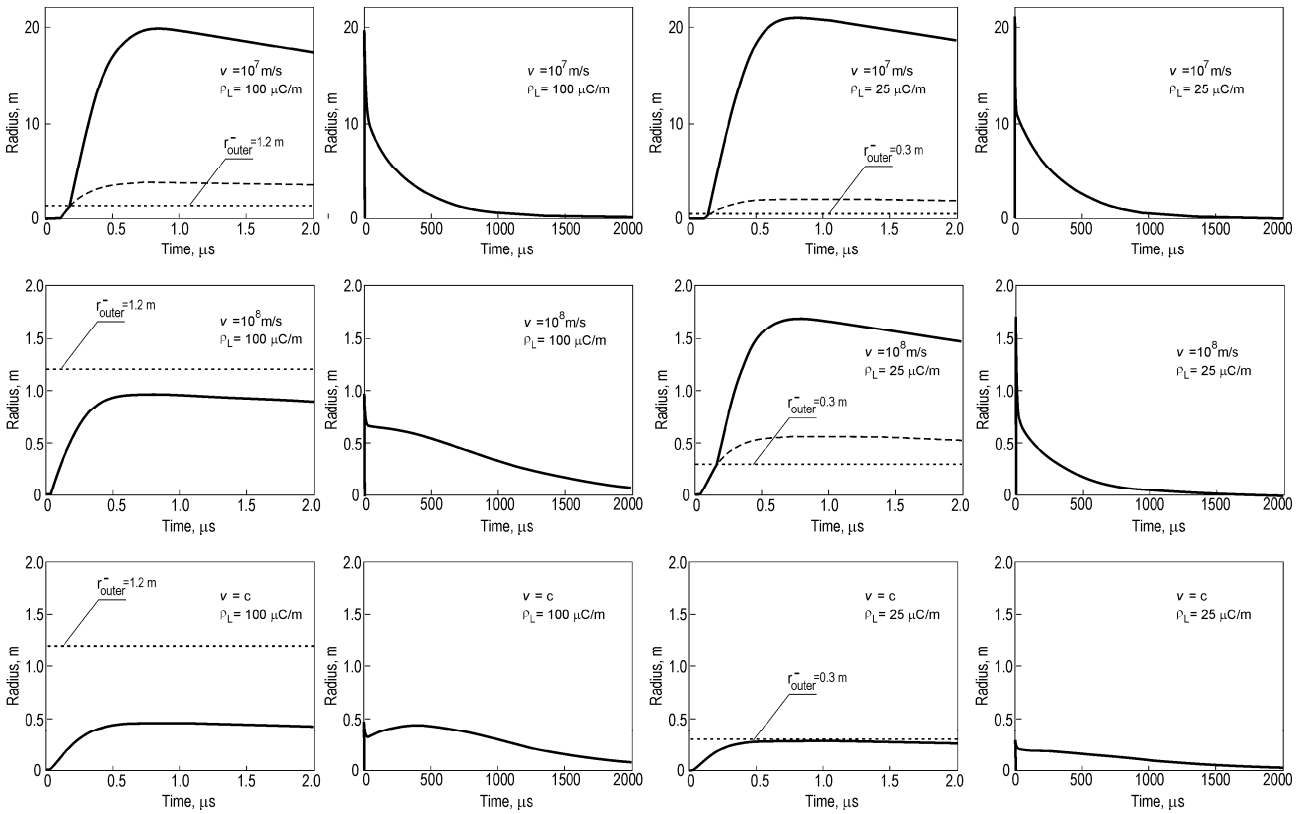 Radius, m
20
10
0
v = 10⁷ m/s
ρL = 100 μC/m
r⁻outer = 1.2 m
0 0.5 1.0 1.5 2.0
Time, μs
Radius, m
20
10
0
v = 10⁷ m/s
ρL = 100 μC/m
0 500 1000 1500 2000
Time, μs
Radius, m
20
10
0
v = 10⁷ m/s
ρL = 25 μC/m
r⁻outer = 0.3 m
0 0.5 1.0 1.5 2.0
Time, μs
Radius, m
20
10
0
v = 10⁷ m/s
ρL = 25 μC/m
0 500 1000 1500 2000
Time, μs
Radius, m
2.0
1.5
1.0
0.5
0
r⁻outer = 1.2 m
v = 10⁸ m/s
ρL = 100 μC/m
0 0.5 1.0 1.5 2.0
Time, μs
Radius, m
2.0
1.5
1.0
0.5
0
v = 10⁸ m/s
ρL = 100 μC/m
0 500 1000 1500 2000
Time, μs
Radius, m
2.0
1.5
1.0
0.5
0
v = 10⁸ m/s
ρL = 25 μC/m
r⁻outer = 0.3 m
0 0.5 1.0 1.5 2.0
Time, μs
Radius, m
2.0
1.5
1.0
0.5
0
v = 10⁸ m/s
ρL = 25 μC/m
0 500 1000 1500 2000
Time, μs
Radius, m
2.0
1.5
1.0
0.5
0
r⁻outer = 1.2 m
v = c
ρL = 100 μC/m
0 0.5 1.0 1.5 2.0
Time, μs
Radius, m
2.0
1.5
1.0
0.5
0
v = c
ρL = 100 μC/m
0 500 1000 1500 2000
Time, μs
Radius, m
2.0
1.5
1.0
0.5
0
v = c
ρL = 25 μC/m
r⁻outer = 0.3 m
0 0.5 1.0 1.5 2.0
Time, μs
Radius, m
2.0
1.5
1.0
0.5
0
v = c
ρL = 25 μC/m
0 500 1000 1500 2000
Time, μs